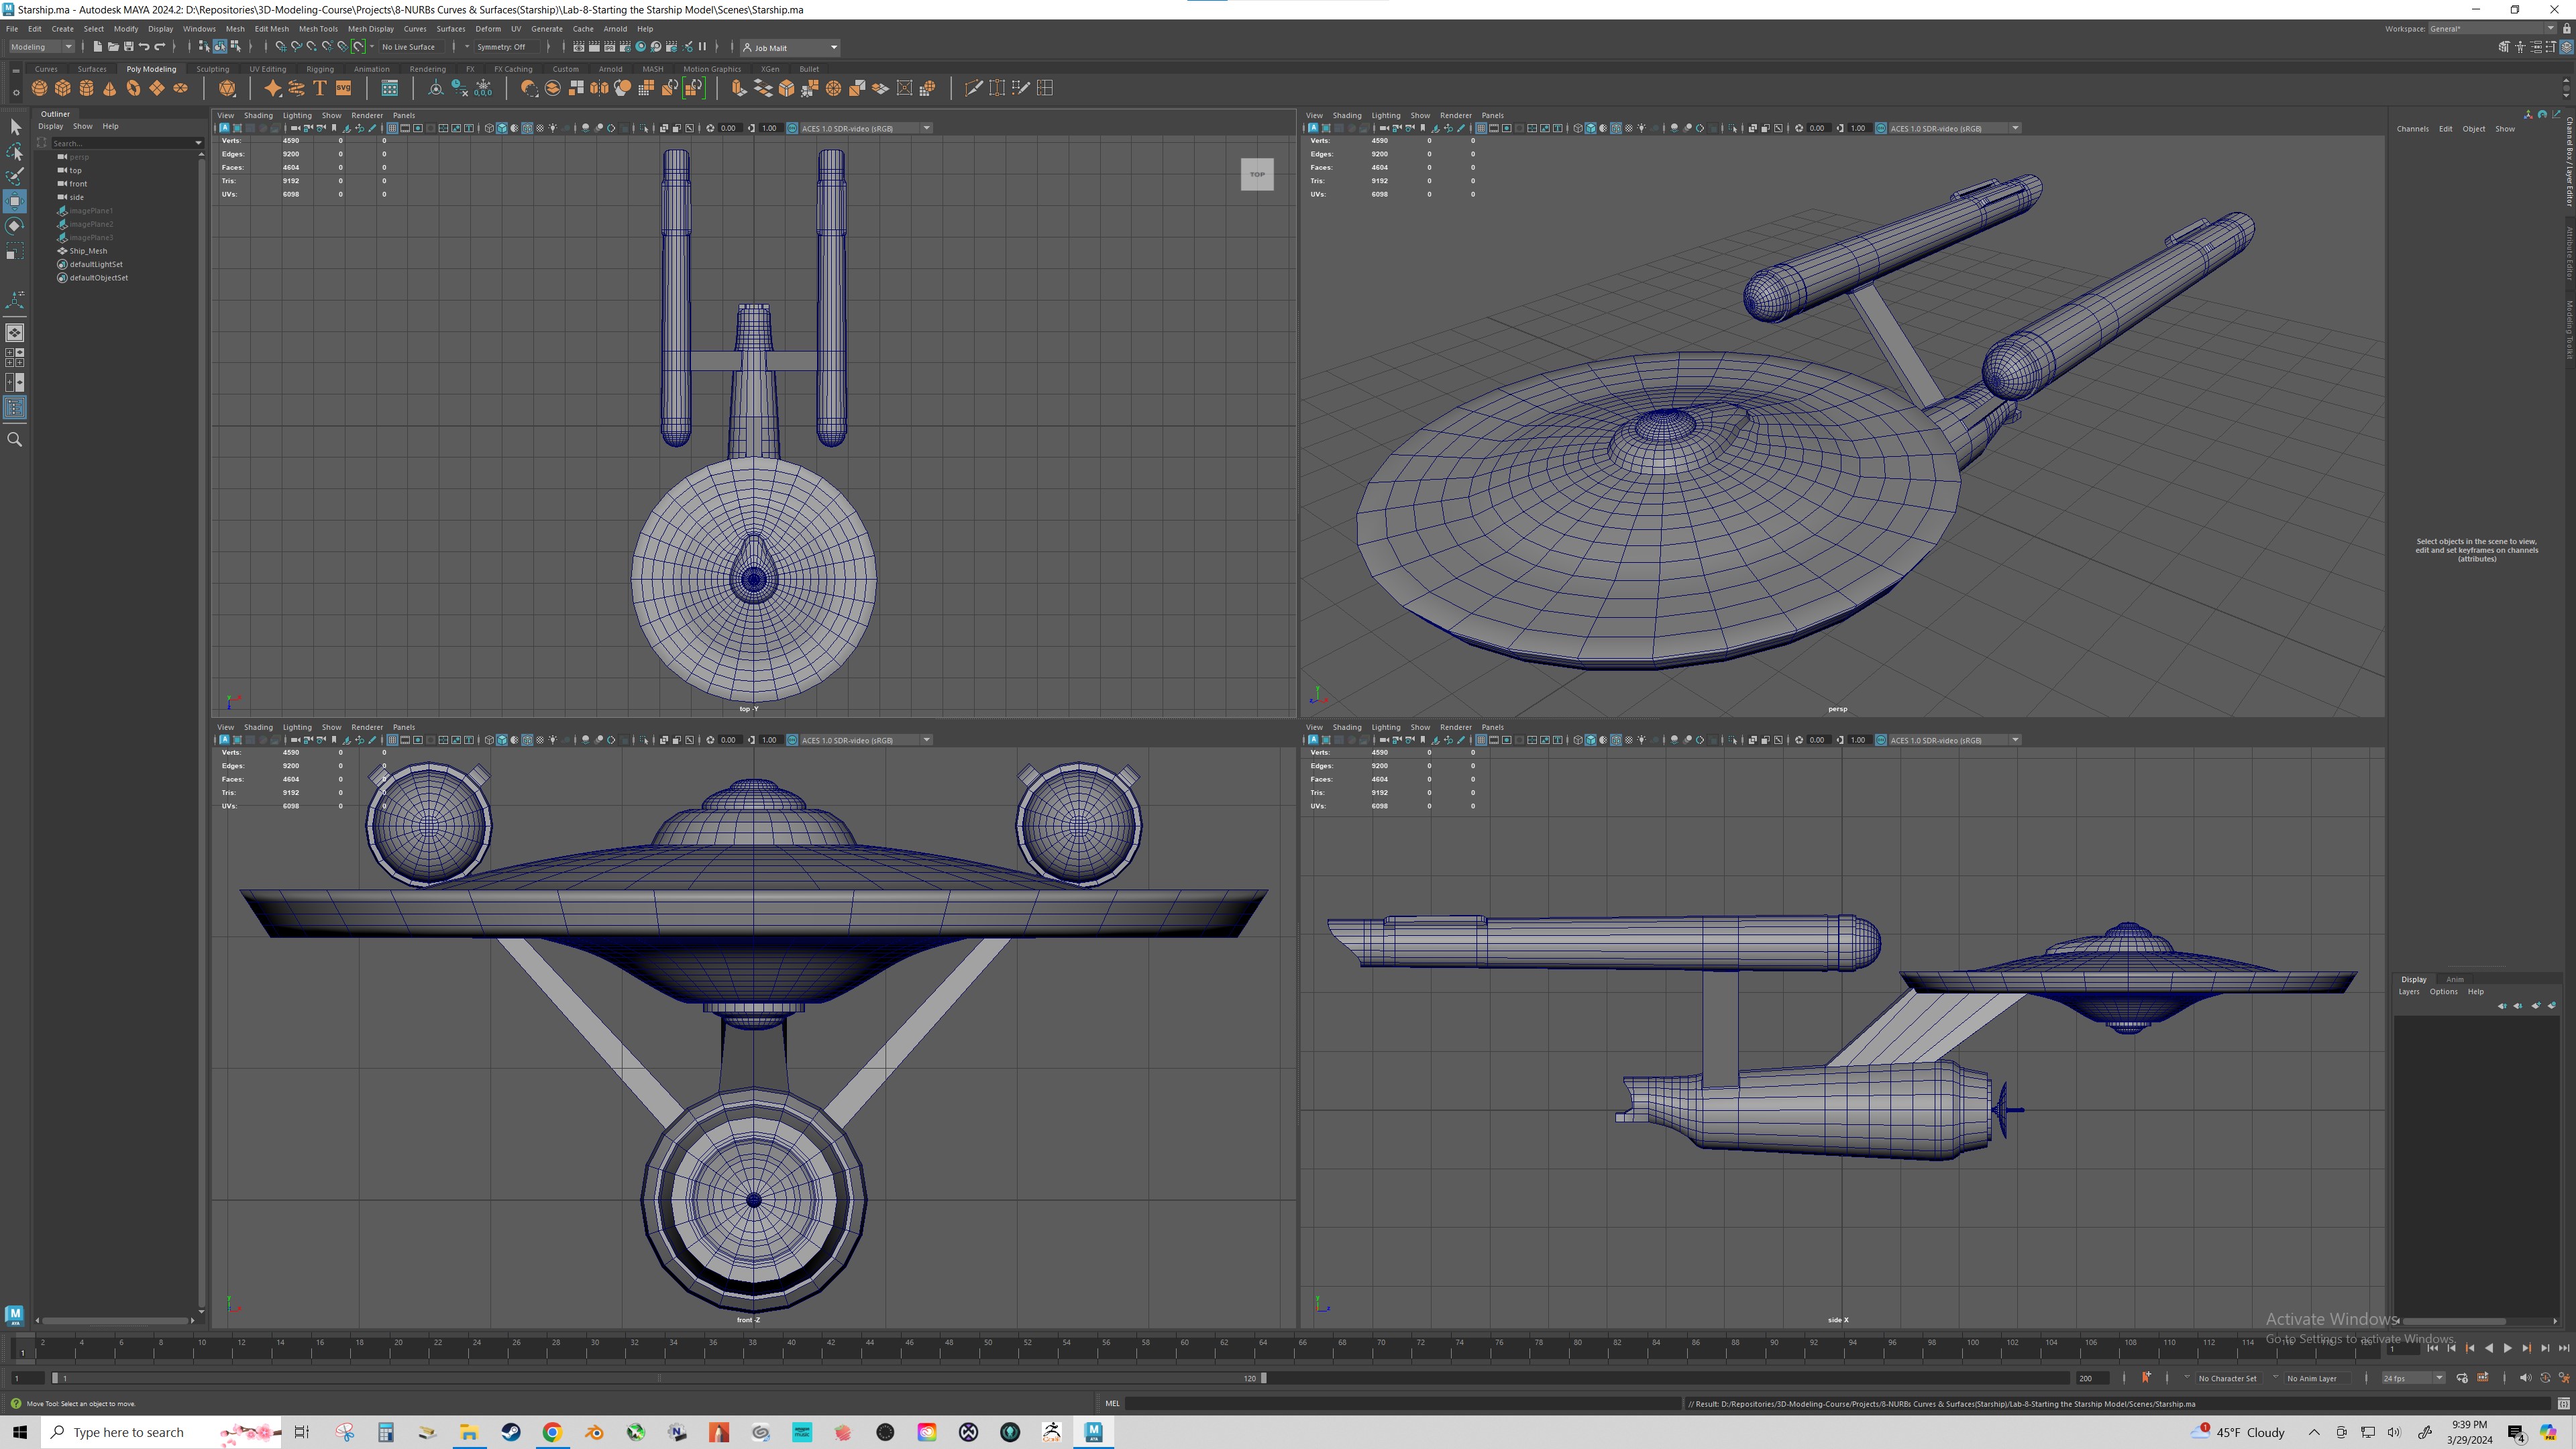 Starship.ma - Autodesk MAYA 2024.2: D:\Repositories\3D-Modeling-Course\Projects\8-NURBs Curves & Surfaces(Starship)\Lab-8-Starting the Starship Model\Scenes\Starship.ma
File Edit Create Select Modify Display Windows Mesh Edit Mesh Mesh Tools Mesh Display Curves Surfaces Deform UV Generate Cache Arnold Help
Workspace: General*
Modeling No Live Surface Symmetry: Off Job Malit
Curves Surfaces Poly Modeling Sculpting UV Editing Rigging Animation Rendering FX FX Caching Custom Arnold MASH Motion Graphics XGen Bullet
Outliner
Display Show Help
Search...
persp
top
front
side
imagePlane1
imagePlane2
imagePlane3
Ship_Mesh
defaultLightSet
defaultObjectSet
View Shading Lighting Show Renderer Panels
0.00 1.00 ACES 1.0 SDR-video (sRGB)
Verts: 4590 0 0
Edges: 9200 0 0
Faces: 4604 0 0
Tris: 9192 0 0
UVs: 6098 0 0
TOP
top -Y
View Shading Lighting Show Renderer Panels
0.00 1.00 ACES 1.0 SDR-video (sRGB)
Verts: 4590 0 0
Edges: 9200 0 0
Faces: 4604 0 0
Tris: 9192 0 0
UVs: 6098 0 0
persp
View Shading Lighting Show Renderer Panels
0.00 1.00 ACES 1.0 SDR-video (sRGB)
Verts: 4590 0 0
Edges: 9200 0 0
Faces: 4604 0 0
Tris: 9192 0 0
UVs: 6098 0 0
front -Z
View Shading Lighting Show Renderer Panels
0.00 1.00 ACES 1.0 SDR-video (sRGB)
Verts: 4590 0 0
Edges: 9200 0 0
Faces: 4604 0 0
Tris: 9192 0 0
UVs: 6098 0 0
side X
Channels Edit Object Show
Select objects in the scene to view,
edit and set keyframes on channels
(attributes)
Channel Box / Layer Editor
Attribute Editor
Modeling Toolkit
Display Anim
Layers Options Help
Activate Windows
Go to Settings to activate Windows.
2 4 6 8 10 12 14 16 18 20 22 24 26 28 30 32 34 36 38 40 42 44 46 48 50 52 54 56 58 60 62 64 66 68 70 72 74 76 78 80 82 84 86 88 90 92 94 96 98 100 102 104 106 108 110 112 114 116 118 120
1 1
1 1 120 200 No Character Set No Anim Layer 24 fps
Move Tool: Select an object to move. MEL // Result: D:/Repositories/3D-Modeling-Course/Projects/8-NURBs Curves & Surfaces(Starship)/Lab-8-Starting the Starship Model/Scenes/Starship.ma
Type here to search
45°F Cloudy
9:39 PM
3/29/2024